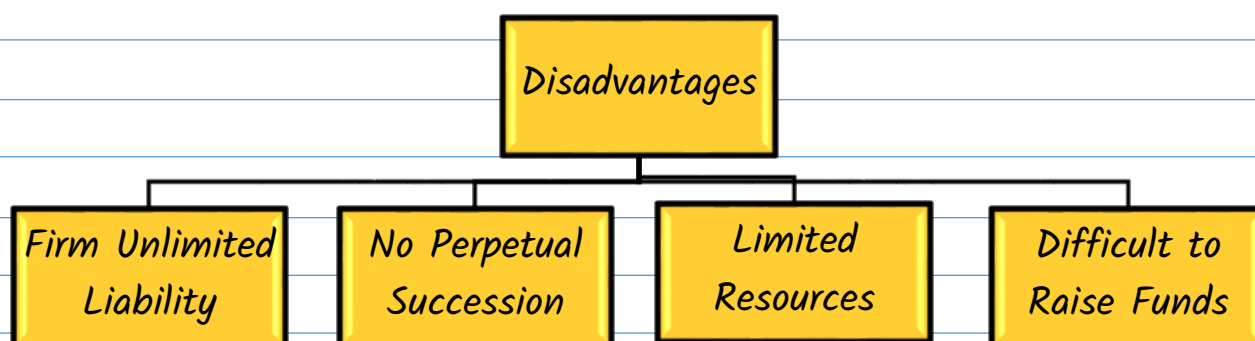 Disadvantages
Firm Unlimited
Liability
No Perpetual
Succession
Limited
Resources
Difficult to
Raise Funds